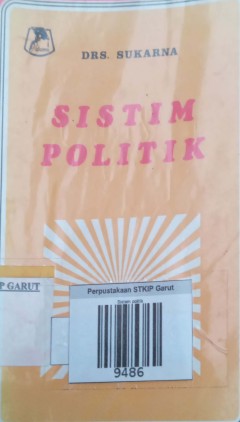 DRS. SUKARNA
SISTIM
POLITIK
P GARUT
Perpustakaan STKIP Garut
9486